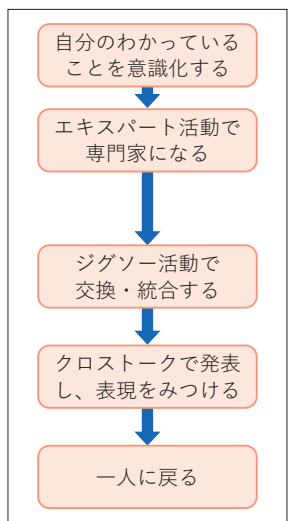 自分のわかっている
ことを意識化する
エキスパート活動で
専門家になる
ジグソー活動で
交換・統合する
クロストークで発表
し、表現をみつける
一人に戻る